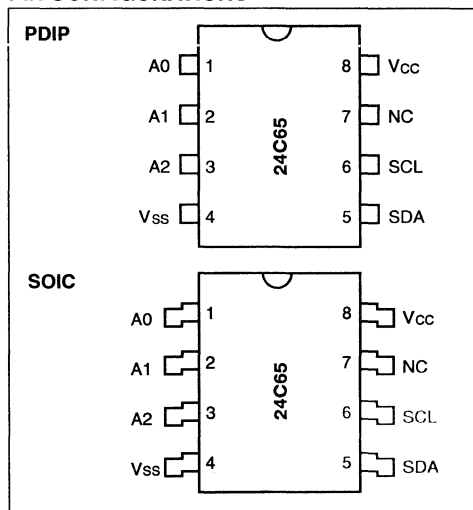 PDIP
A0 1 8 Vcc
A1 2 7 NC
A2 3 6 SCL
Vss 4 5 SDA
24C65
SOIC
A0 1 8 Vcc
A1 2 7 NC
A2 3 6 SCL
Vss 4 5 SDA
24C65